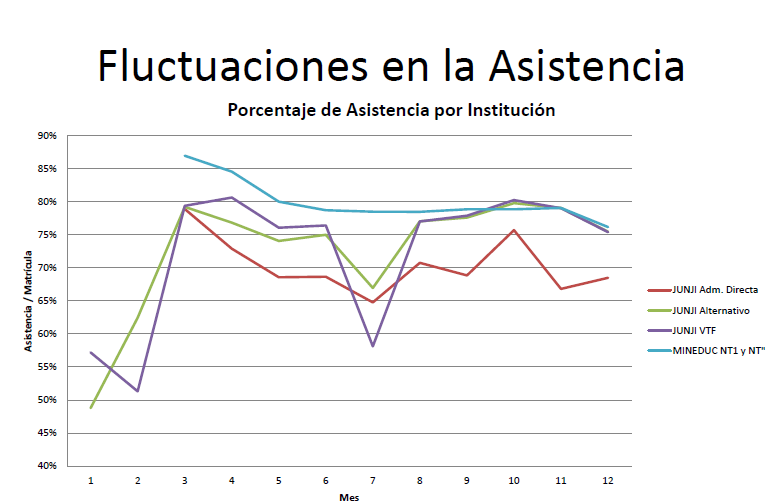 Fluctuaciones en la Asistencia
Porcentaje de Asistencia por Institución
90%
85%
80%
75%
70%
65%
60%
55%
50%
45%
40%
Asistencia / Matrícula
1 2 3 4 5 6 7 8 9 10 11 12
Mes
JUNJI Adm. Directa
JUNJI Alternativo
JUNJI VTF
MINEDUC NT1 y NT"